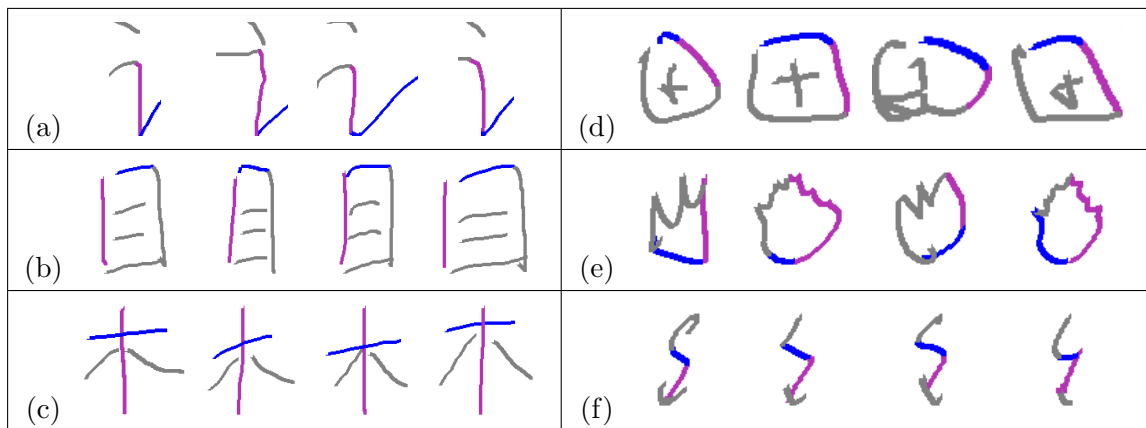 (a) 讠 讠 讠 讠
(d)
(b) 目 目 目 目
(e)
(c) 木 木 木 木
(f)